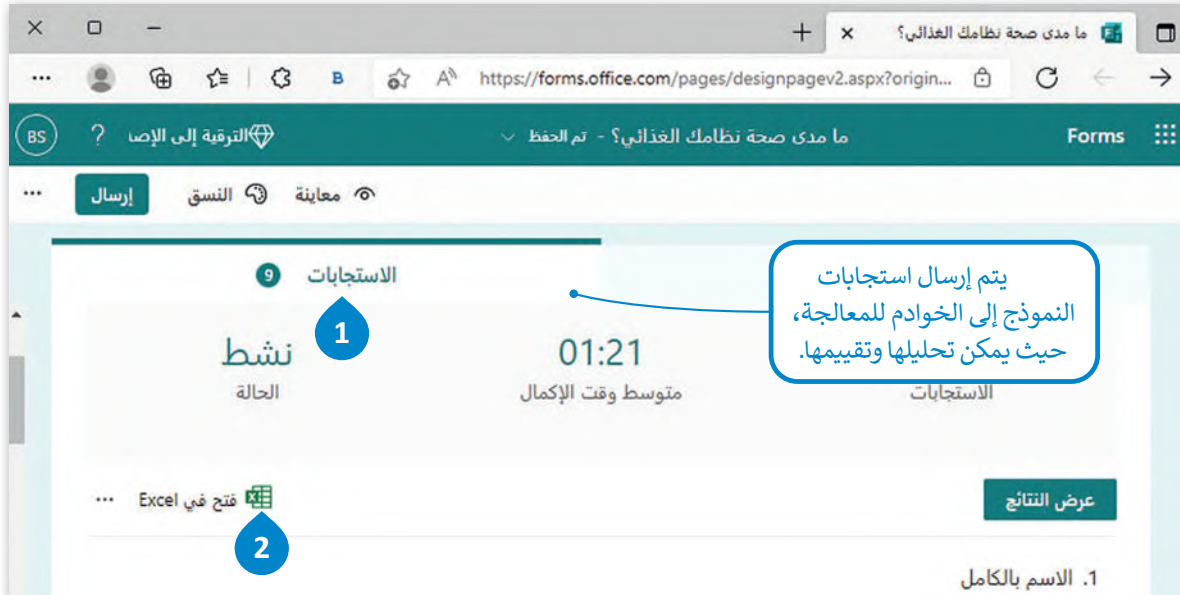 ما مدى صحة نظامك الغذائي؟
https://forms.office.com/pages/designpagev2.aspx?origin...
B
Forms
ما مدى صحة نظامك الغذائي؟ - تم الحفظ
الترقية إلى الإصد
?
BS
معاينة
النسق
إرسال
...
الاستجابات 9
1
يتم إرسال استجابات
النموذج إلى الخوادم للمعالجة،
حيث يمكن تحليلها وتقييمها.
الاستجابات
01:21
متوسط وقت الإكمال
نشط
الحالة
عرض النتائج
فتح في Excel
...
2
1. الاسم بالكامل